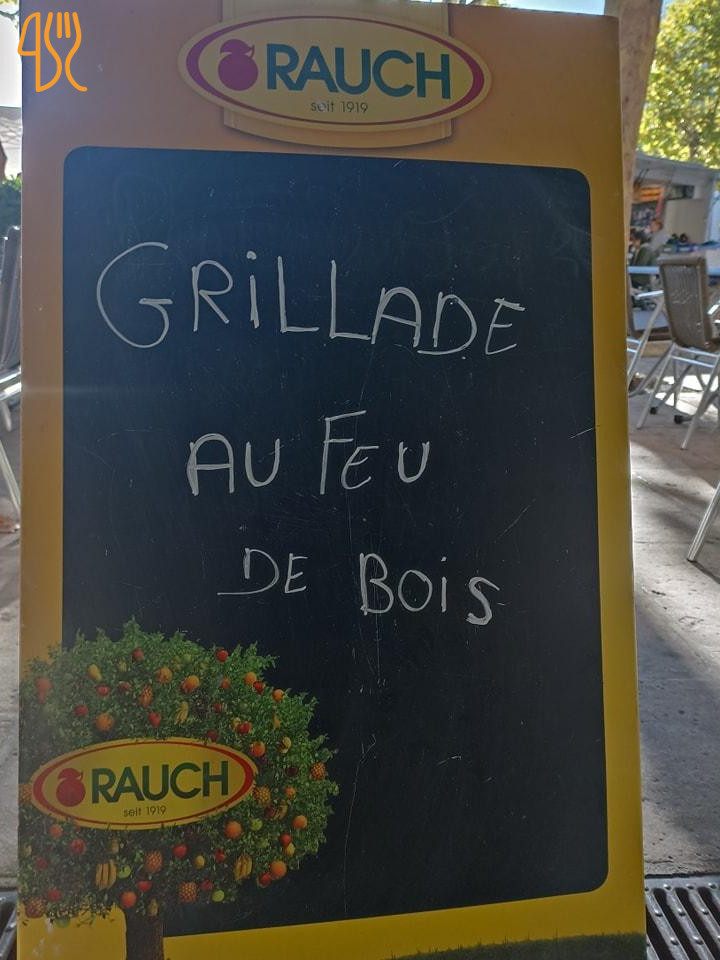 RAUCH
seit 1919
GRiLLADE
AU FEU
DE BOiS
RAUCH
seit 1919